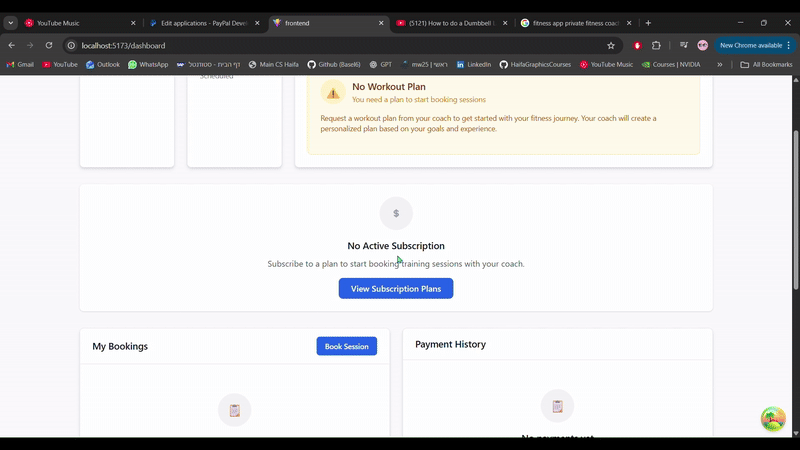 YouTube Music
Edit applications - PayPal Devel
frontend
(5121) How to do a Dumbbell
fitness app private fitness coac
localhost:5173/dashboard
New Chrome available
Gmail
YouTube
Outlook
WhatsApp
דף הבית - סטודנטול
Main CS Haifa
Github (Base16)
GPT
mw25 | ראשי
LinkedIn
HaifaGraphicsCourses
YouTube Music
Courses | NVIDIA
All Bookmarks
Scheduled
No Workout Plan
You need a plan to start booking sessions
Request a workout plan from your coach to get started with your fitness journey. Your coach will create a
personalized plan based on your goals and experience.
$
No Active Subscription
Subscribe to a plan to start booking training sessions with your coach.
View Subscription Plans
My Bookings
Book Session
Payment History
No payments yet